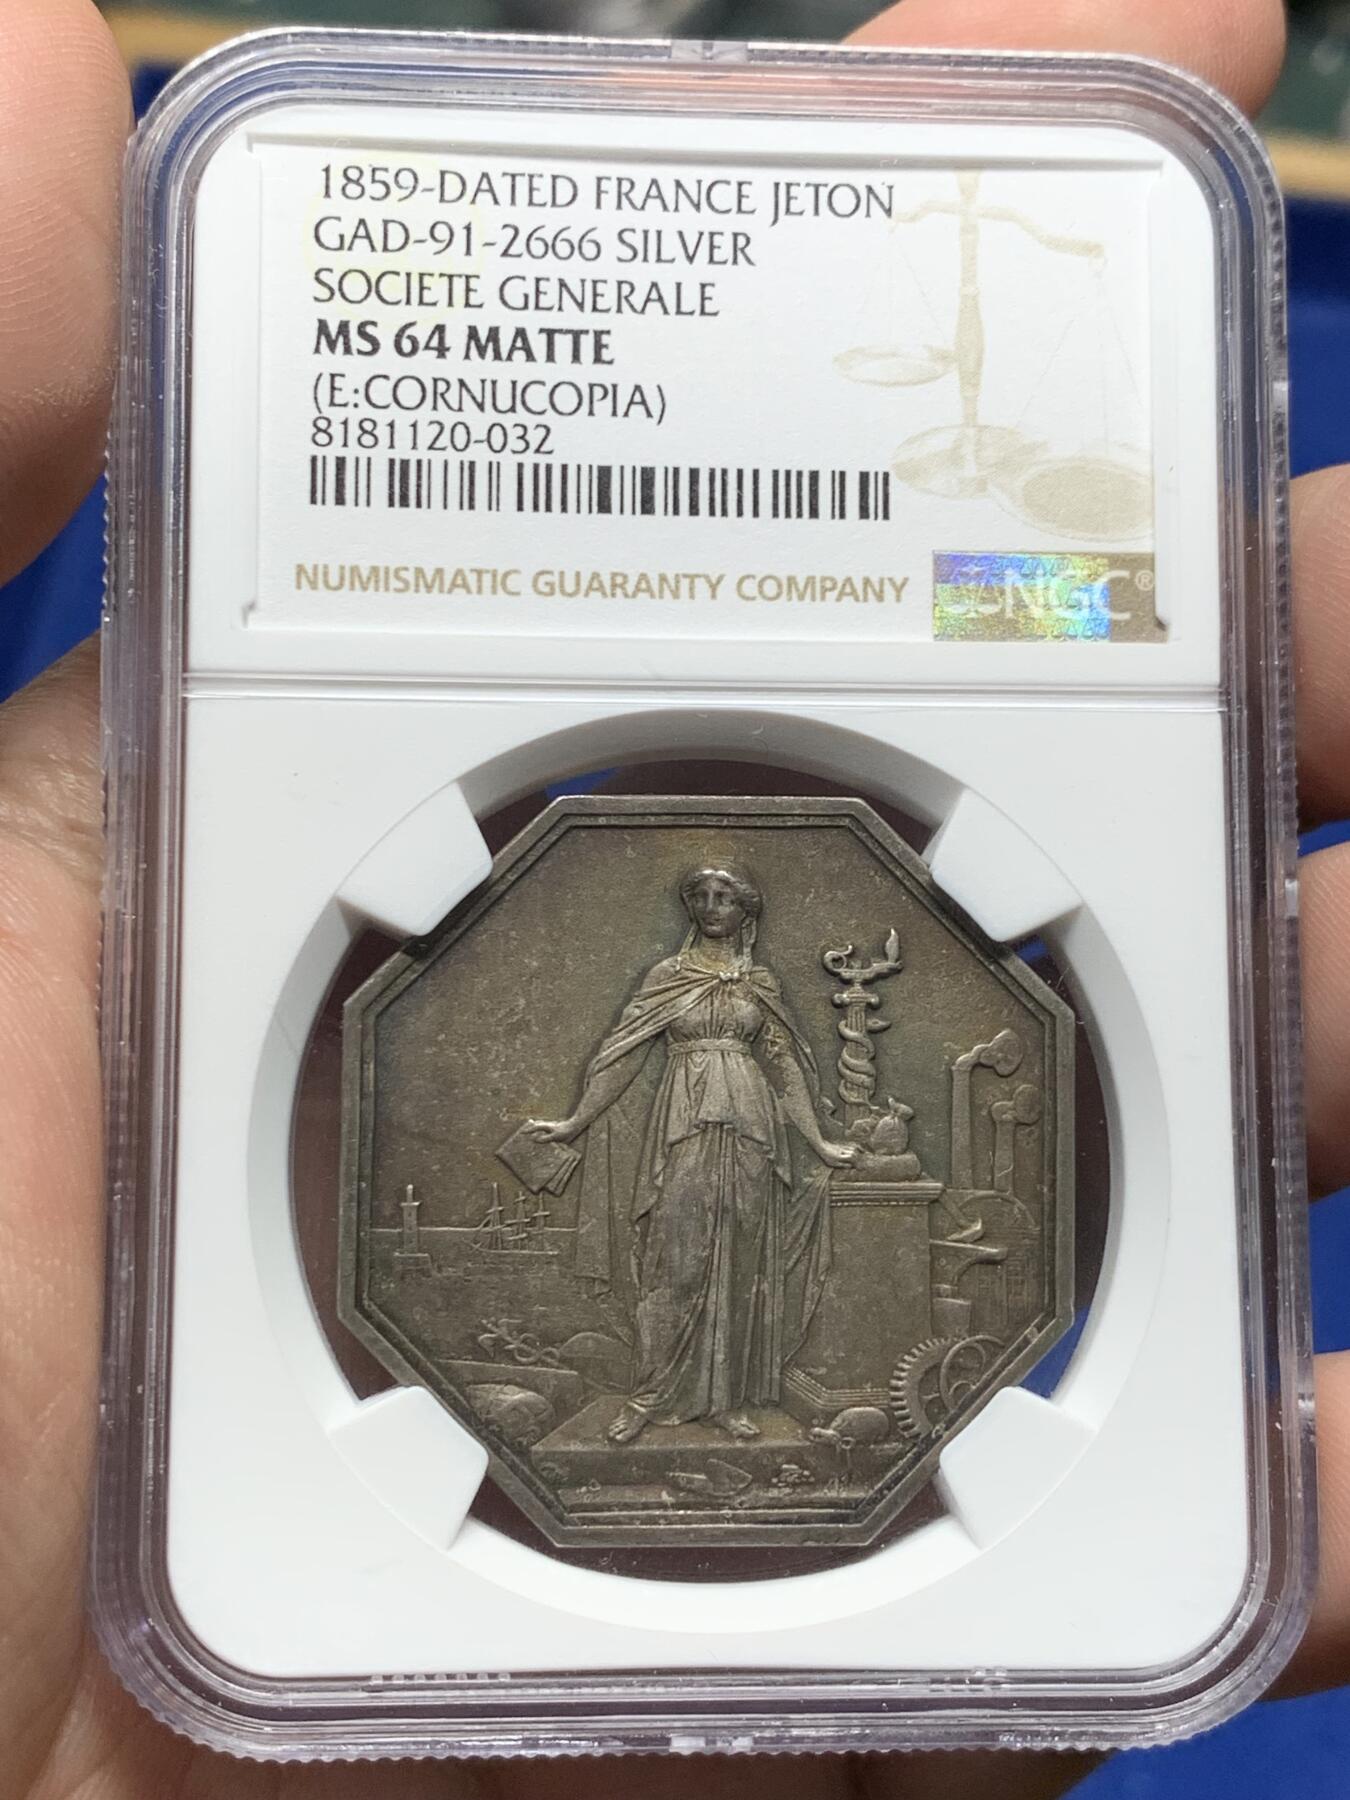 1859-DATED FRANCE JETON
GAD-91-2666 SILVER
SOCIETE GENERALE
MS 64 MATTE
(E:CORNUCOPIA)
8181120-032
NUMISMATIC GUARANTY COMPANY
NGC®